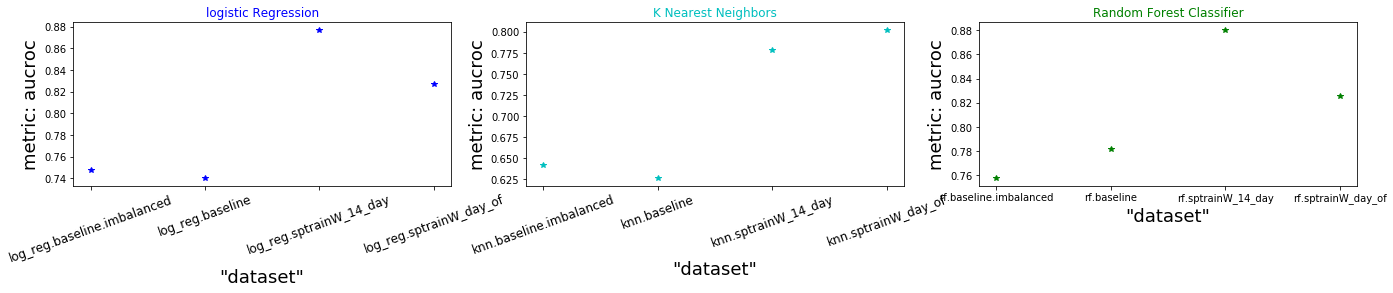 logistic Regression
metric: aucroc
0.88
0.86
0.84
0.82
0.80
0.78
0.76
0.74
log_reg.baseline.imbalanced
log_reg.baseline
log_reg.sptrainW_14_day
log_reg.sptrainW_day_of
"dataset"
K Nearest Neighbors
metric: aucroc
0.800
0.775
0.750
0.725
0.700
0.675
0.650
0.625
knn.baseline.imbalanced
knn.baseline
knn.sptrainW_14_day
knn.sptrainW_day_of
"dataset"
Random Forest Classifier
metric: aucroc
0.88
0.86
0.84
0.82
0.80
0.78
0.76
rf.baseline.imbalanced
rf.baseline
rf.sptrainW_14_day
rf.sptrainW_day_of
"dataset"